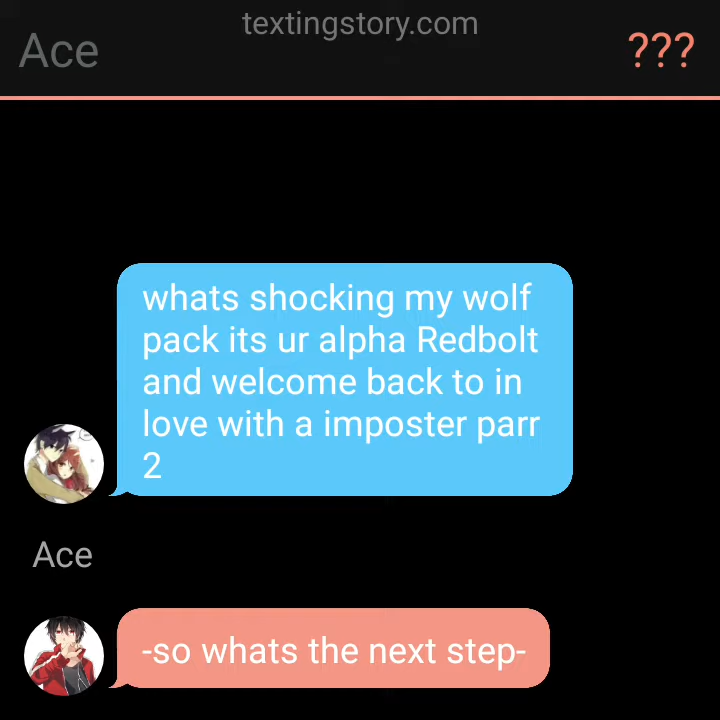 textingstory.com
Ace
???
whats shocking my wolf
pack its ur alpha Redbolt
and welcome back to in
love with a imposter parr
2
Ace
-so whats the next step-